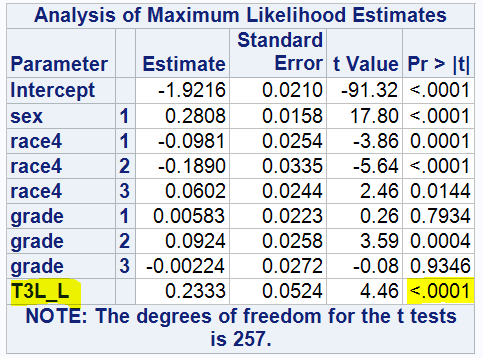 Analysis of Maximum Likelihood Estimates
Parameter Estimate Standard Error t Value Pr > |t|
Intercept -1.9216 0.0210 -91.32 <.0001
sex 1 0.2808 0.0158 17.80 <.0001
race4 1 -0.0981 0.0254 -3.86 0.0001
race4 2 -0.1890 0.0335 -5.64 <.0001
race4 3 0.0602 0.0244 2.46 0.0144
grade 1 0.00583 0.0223 0.26 0.7934
grade 2 0.0924 0.0258 3.59 0.0004
grade 3 -0.00224 0.0272 -0.08 0.9346
T3L_L 0.2333 0.0524 4.46 <.0001
NOTE: The degrees of freedom for the t tests
is 257.